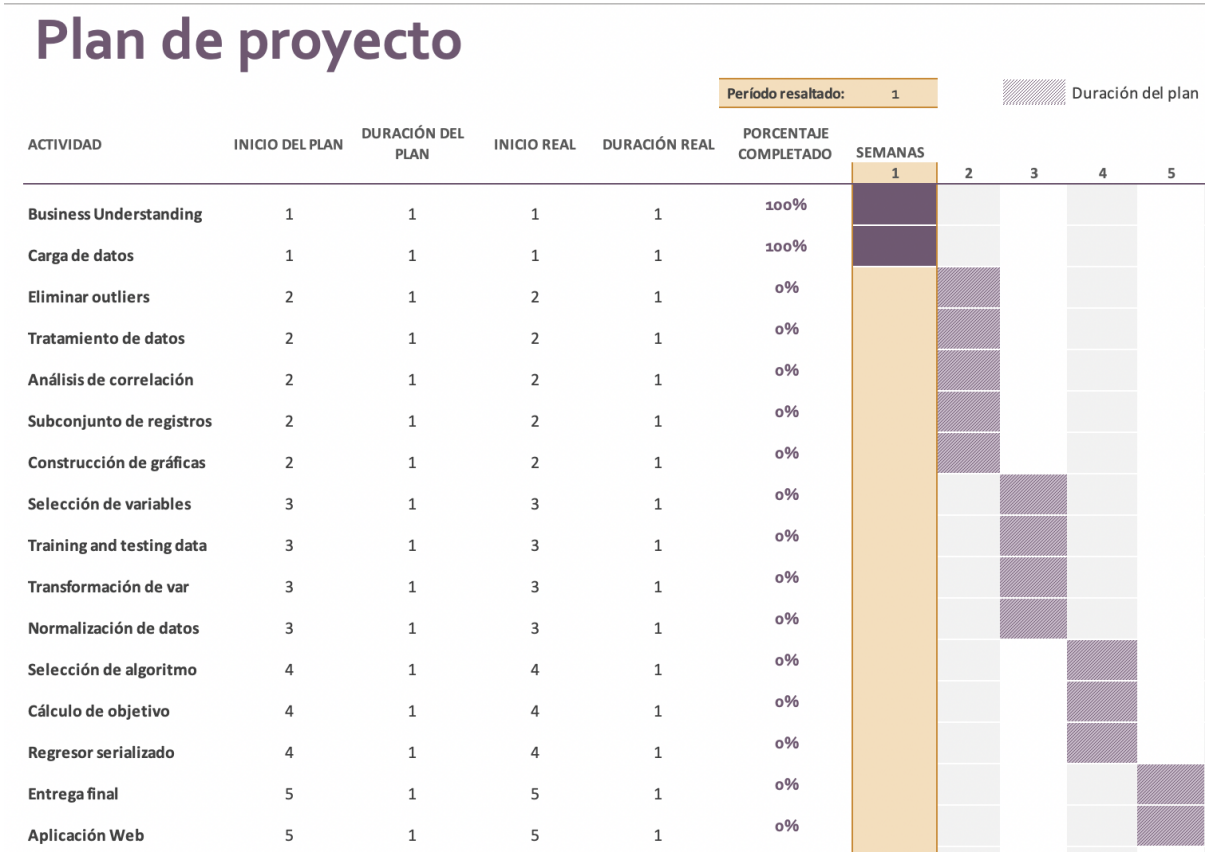 Plan de proyecto
Período resaltado: 1
Duración del plan
ACTIVIDAD INICIO DEL PLAN DURACIÓN DEL PLAN INICIO REAL DURACIÓN REAL PORCENTAJE COMPLETADO SEMANAS
1 2 3 4 5
Business Understanding 1 1 1 1 100%
Carga de datos 1 1 1 1 100%
Eliminar outliers 2 1 2 1 0%
Tratamiento de datos 2 1 2 1 0%
Análisis de correlación 2 1 2 1 0%
Subconjunto de registros 2 1 2 1 0%
Construcción de gráficas 2 1 2 1 0%
Selección de variables 3 1 3 1 0%
Training and testing data 3 1 3 1 0%
Transformación de var 3 1 3 1 0%
Normalización de datos 3 1 3 1 0%
Selección de algoritmo 4 1 4 1 0%
Cálculo de objetivo 4 1 4 1 0%
Regresor serializado 4 1 4 1 0%
Entrega final 5 1 5 1 0%
Aplicación Web 5 1 5 1 0%